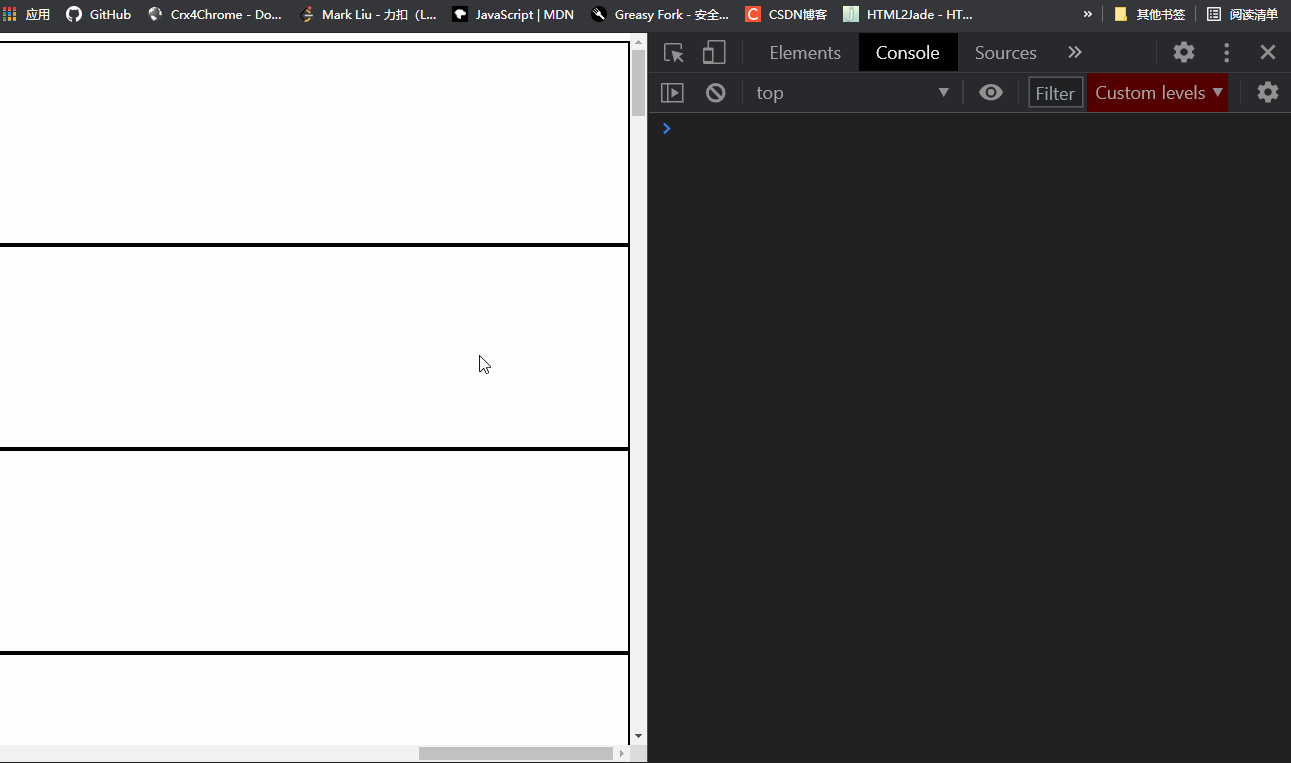 应用 GitHub Crx4Chrome - Do... Mark Liu - 力扣 (L... JavaScript | MDN Greasy Fork - 安全... CSDN博客 HTML2Jade - HT... » 其他书签 阅读清单
Elements Console Sources »
top Filter Custom levels